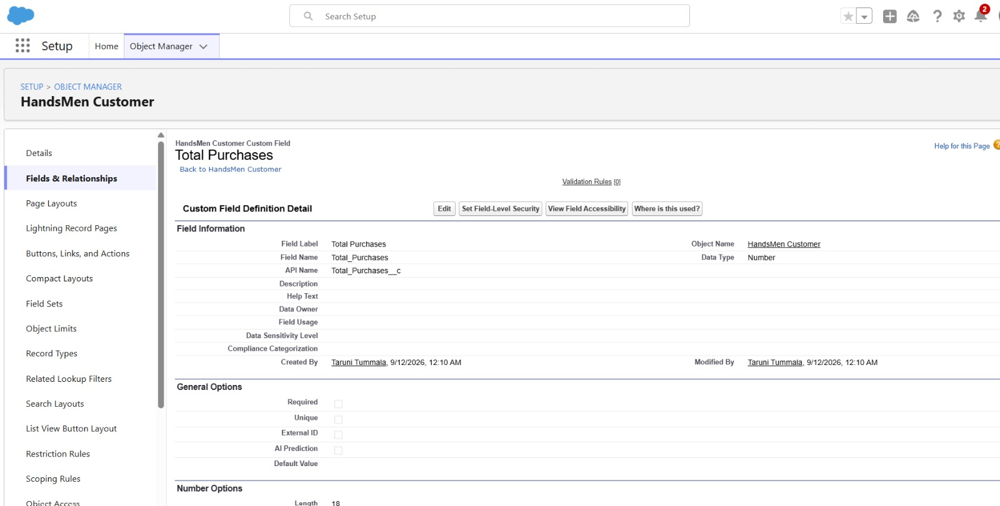 Search Setup
2
Setup
Home
Object Manager
SETUP > OBJECT MANAGER
HandsMen Customer
Details
Fields & Relationships
Page Layouts
Lightning Record Pages
Buttons, Links, and Actions
Compact Layouts
Field Sets
Object Limits
Record Types
Related Lookup Filters
Search Layouts
List View Button Layout
Restriction Rules
Scoping Rules
Object Access
HandsMen Customer Custom Field
Total Purchases
Back to HandsMen Customer
Help for this Page
Validation Rules [0]
Custom Field Definition Detail
Edit
Set Field-Level Security
View Field Accessibility
Where is this used?
Field Information
Field Label Total Purchases Object Name HandsMen Customer
Field Name Total_Purchases Data Type Number
API Name Total_Purchases__c
Description
Help Text
Data Owner
Field Usage
Data Sensitivity Level
Compliance Categorization
Created By Taruni Tummala, 9/12/2026, 12:10 AM Modified By Taruni Tummala, 9/12/2026, 12:10 AM
General Options
Required
Unique
External ID
AI Prediction
Default Value
Number Options
Length 18